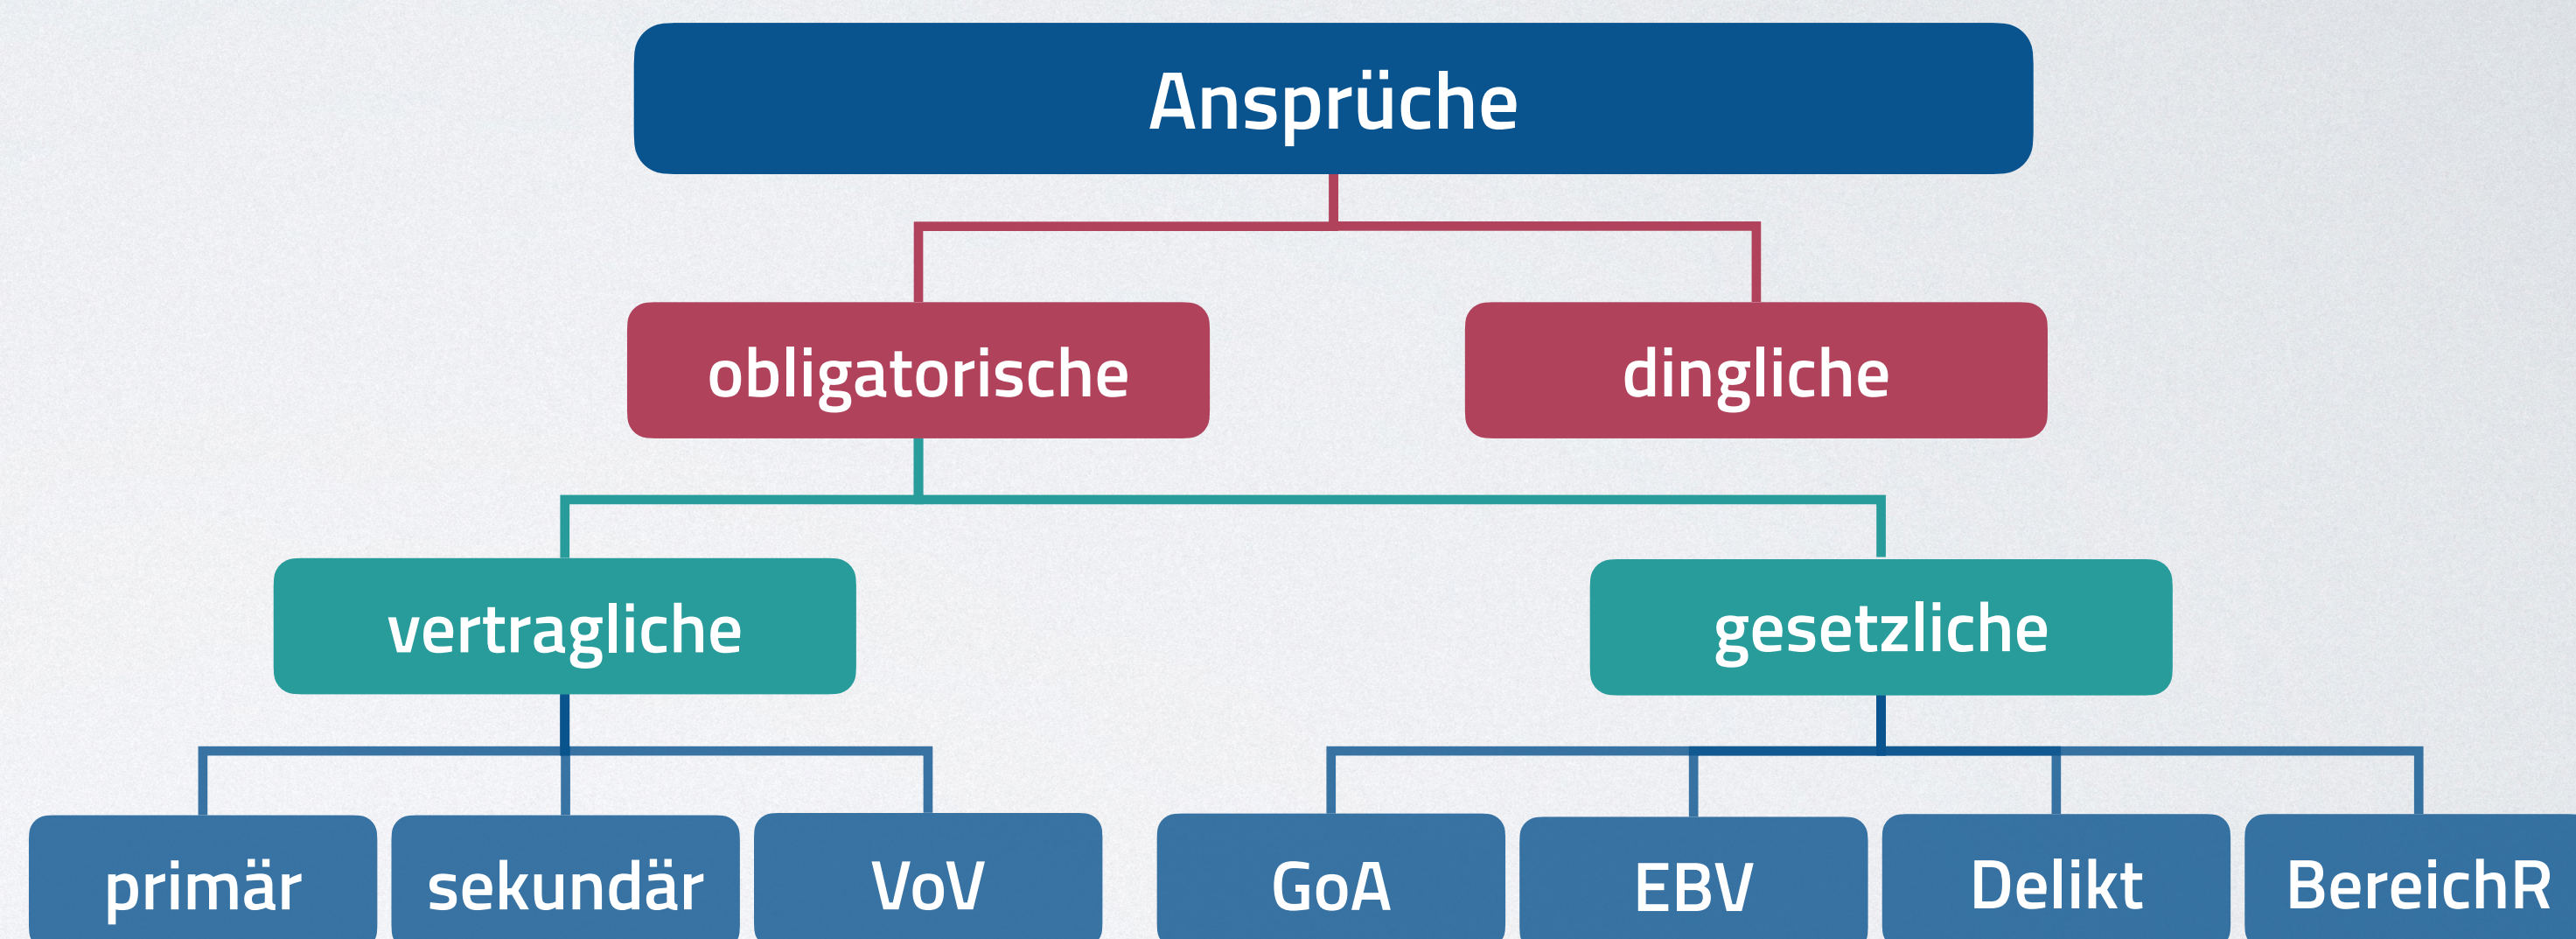 Ansprüche
obligatorische
dingliche
vertragliche
gesetzliche
primär
sekundär
VoV
GoA
EBV
Delikt
BereichR